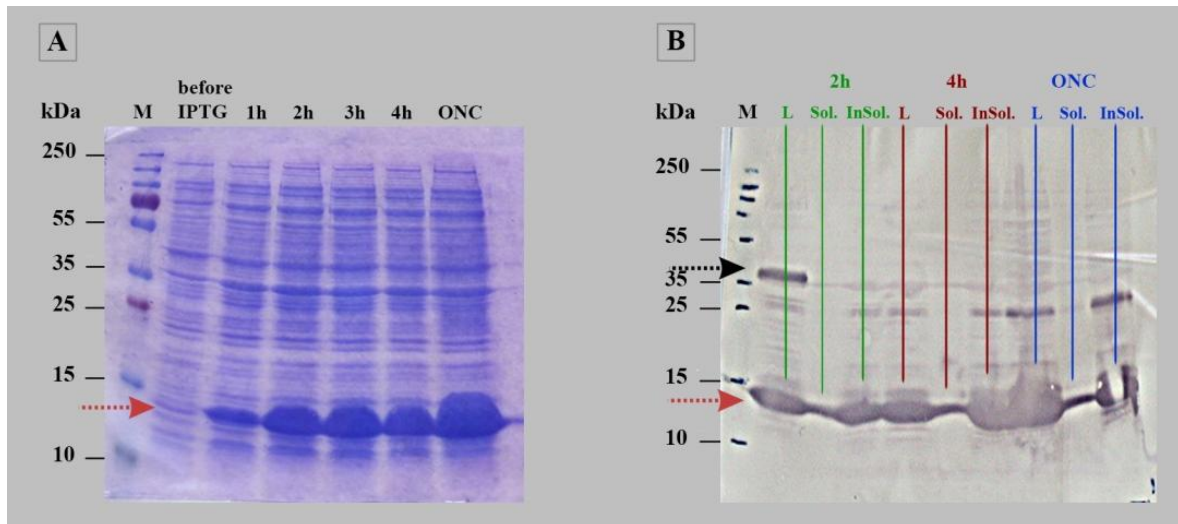 A
before
kDa M IPTG 1h 2h 3h 4h ONC
250
55
35
25
15
10
B
2h 4h ONC
kDa M L Sol. InSol. L Sol. InSol. L Sol. InSol.
250
55
35
25
15
10